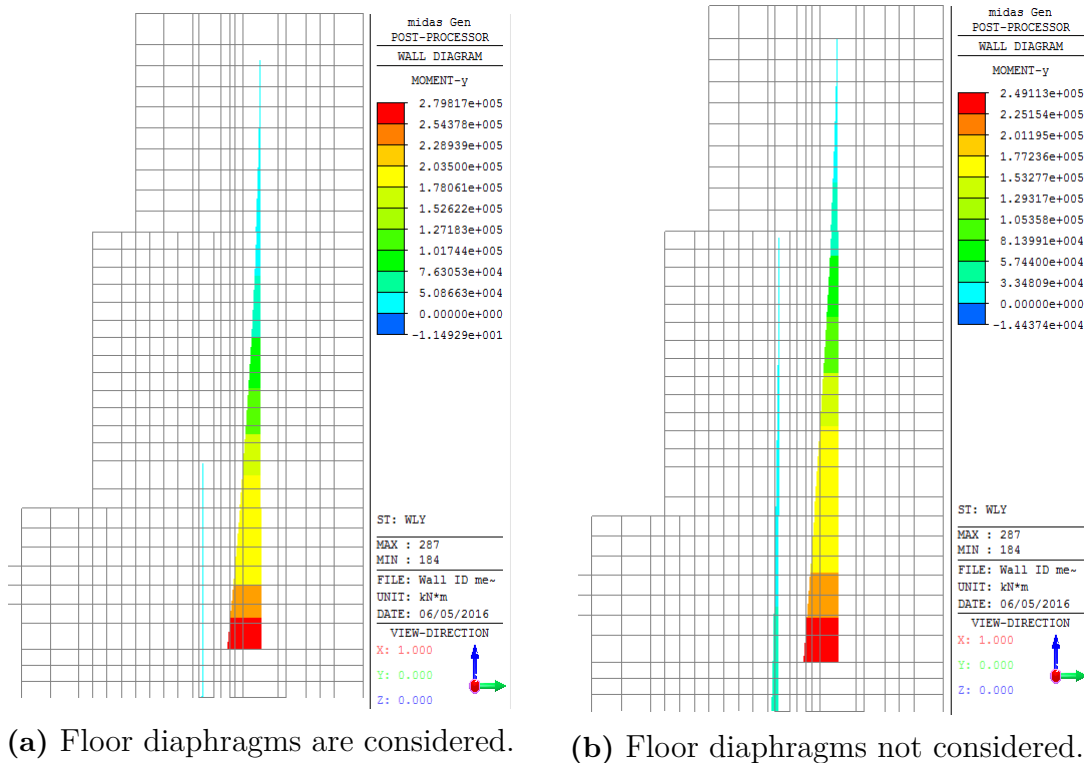 midas Gen
POST-PROCESSOR
WALL DIAGRAM
MOMENT-y
2.79817e+005
2.54378e+005
2.28939e+005
2.03500e+005
1.78061e+005
1.52622e+005
1.27183e+005
1.01744e+005
7.63053e+004
5.08663e+004
0.00000e+000
-1.14929e+001
ST: WLY
MAX : 287
MIN : 184
FILE: Wall ID me~
UNIT: kN*m
DATE: 06/05/2016
VIEW-DIRECTION
X: 1.000
Y: 0.000
Z: 0.000
(a) Floor diaphragms are considered.
midas Gen
POST-PROCESSOR
WALL DIAGRAM
MOMENT-y
2.49113e+005
2.25154e+005
2.01195e+005
1.77236e+005
1.53277e+005
1.29317e+005
1.05358e+005
8.13991e+004
5.74400e+004
3.34809e+004
0.00000e+000
-1.44374e+004
ST: WLY
MAX : 287
MIN : 184
FILE: Wall ID me~
UNIT: kN*m
DATE: 06/05/2016
VIEW-DIRECTION
X: 1.000
Y: 0.000
Z: 0.000
(b) Floor diaphragms not considered.